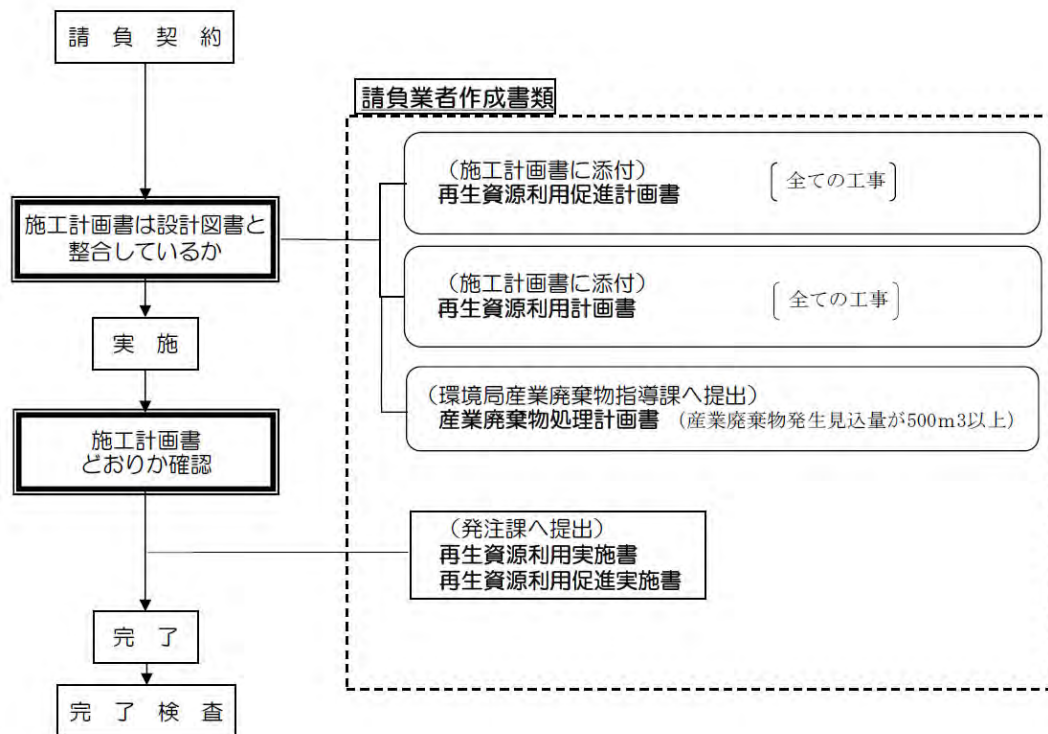 請 負 契 約
請負業者作成書類
(施工計画書に添付)
再生資源利用促進計画書 〔全ての工事〕
施工計画書は設計図書と
整合しているか
(施工計画書に添付)
再生資源利用計画書 〔全ての工事〕
実 施
(環境局産業廃棄物指導課へ提出)
産業廃棄物処理計画書 (産業廃棄物発生見込量が500m3以上)
施工計画書
どおりか確認
(発注課へ提出)
再生資源利用実施書
再生資源利用促進実施書
完 了
完 了 検 査